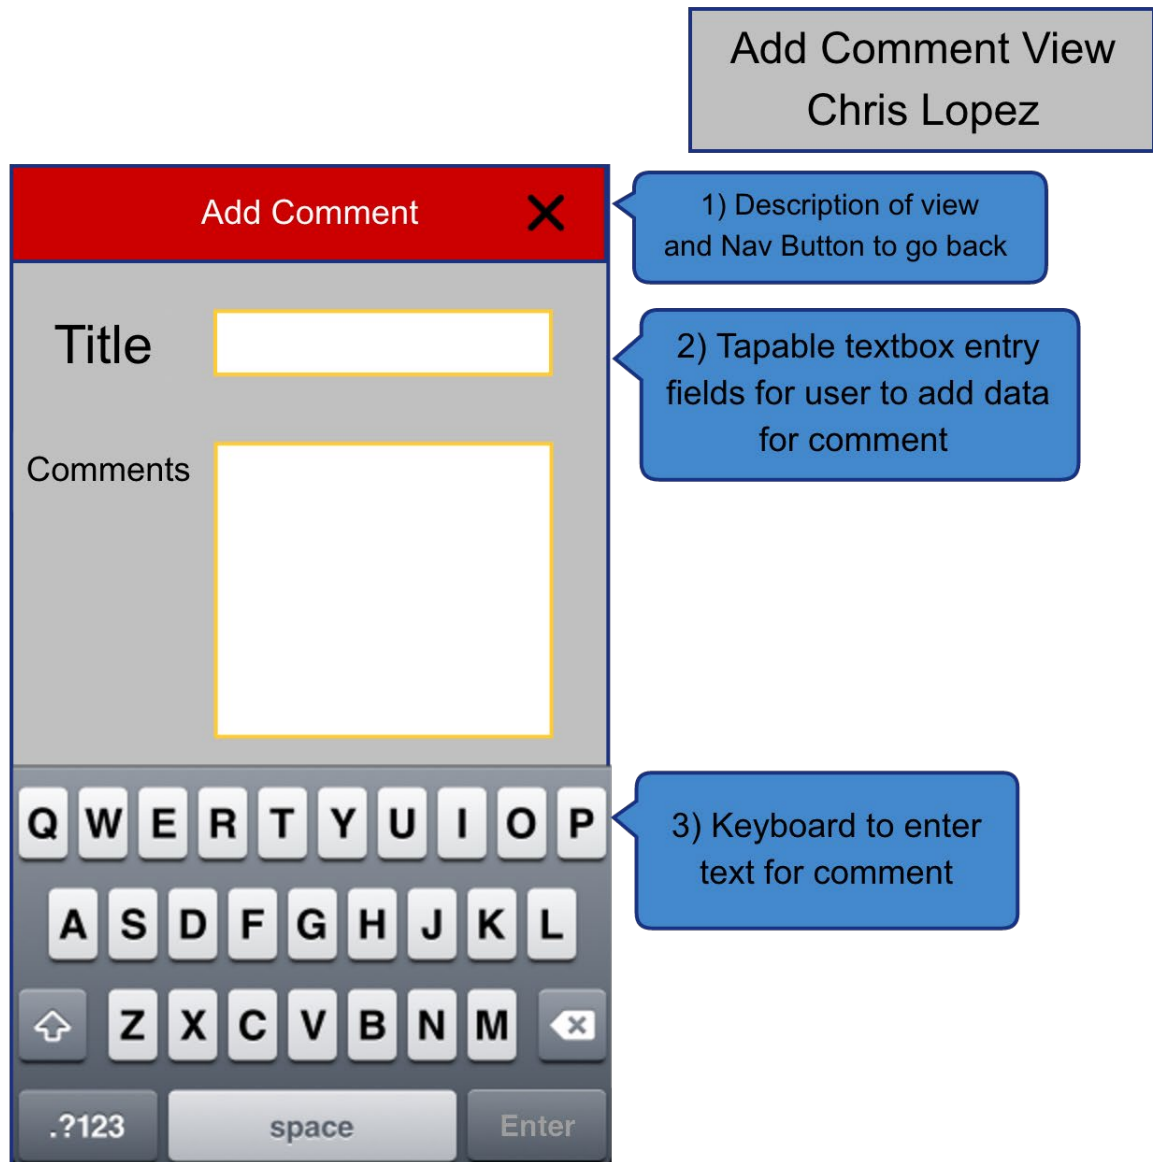 Add Comment View
Chris Lopez
Add Comment
1) Description of view
and Nav Button to go back
Title
2) Tapable textbox entry
fields for user to add data
for comment
Comments
Q W E R T Y U I O P
3) Keyboard to enter
text for comment
A S D F G H J K L
Z X C V B N M
.?123 space Enter